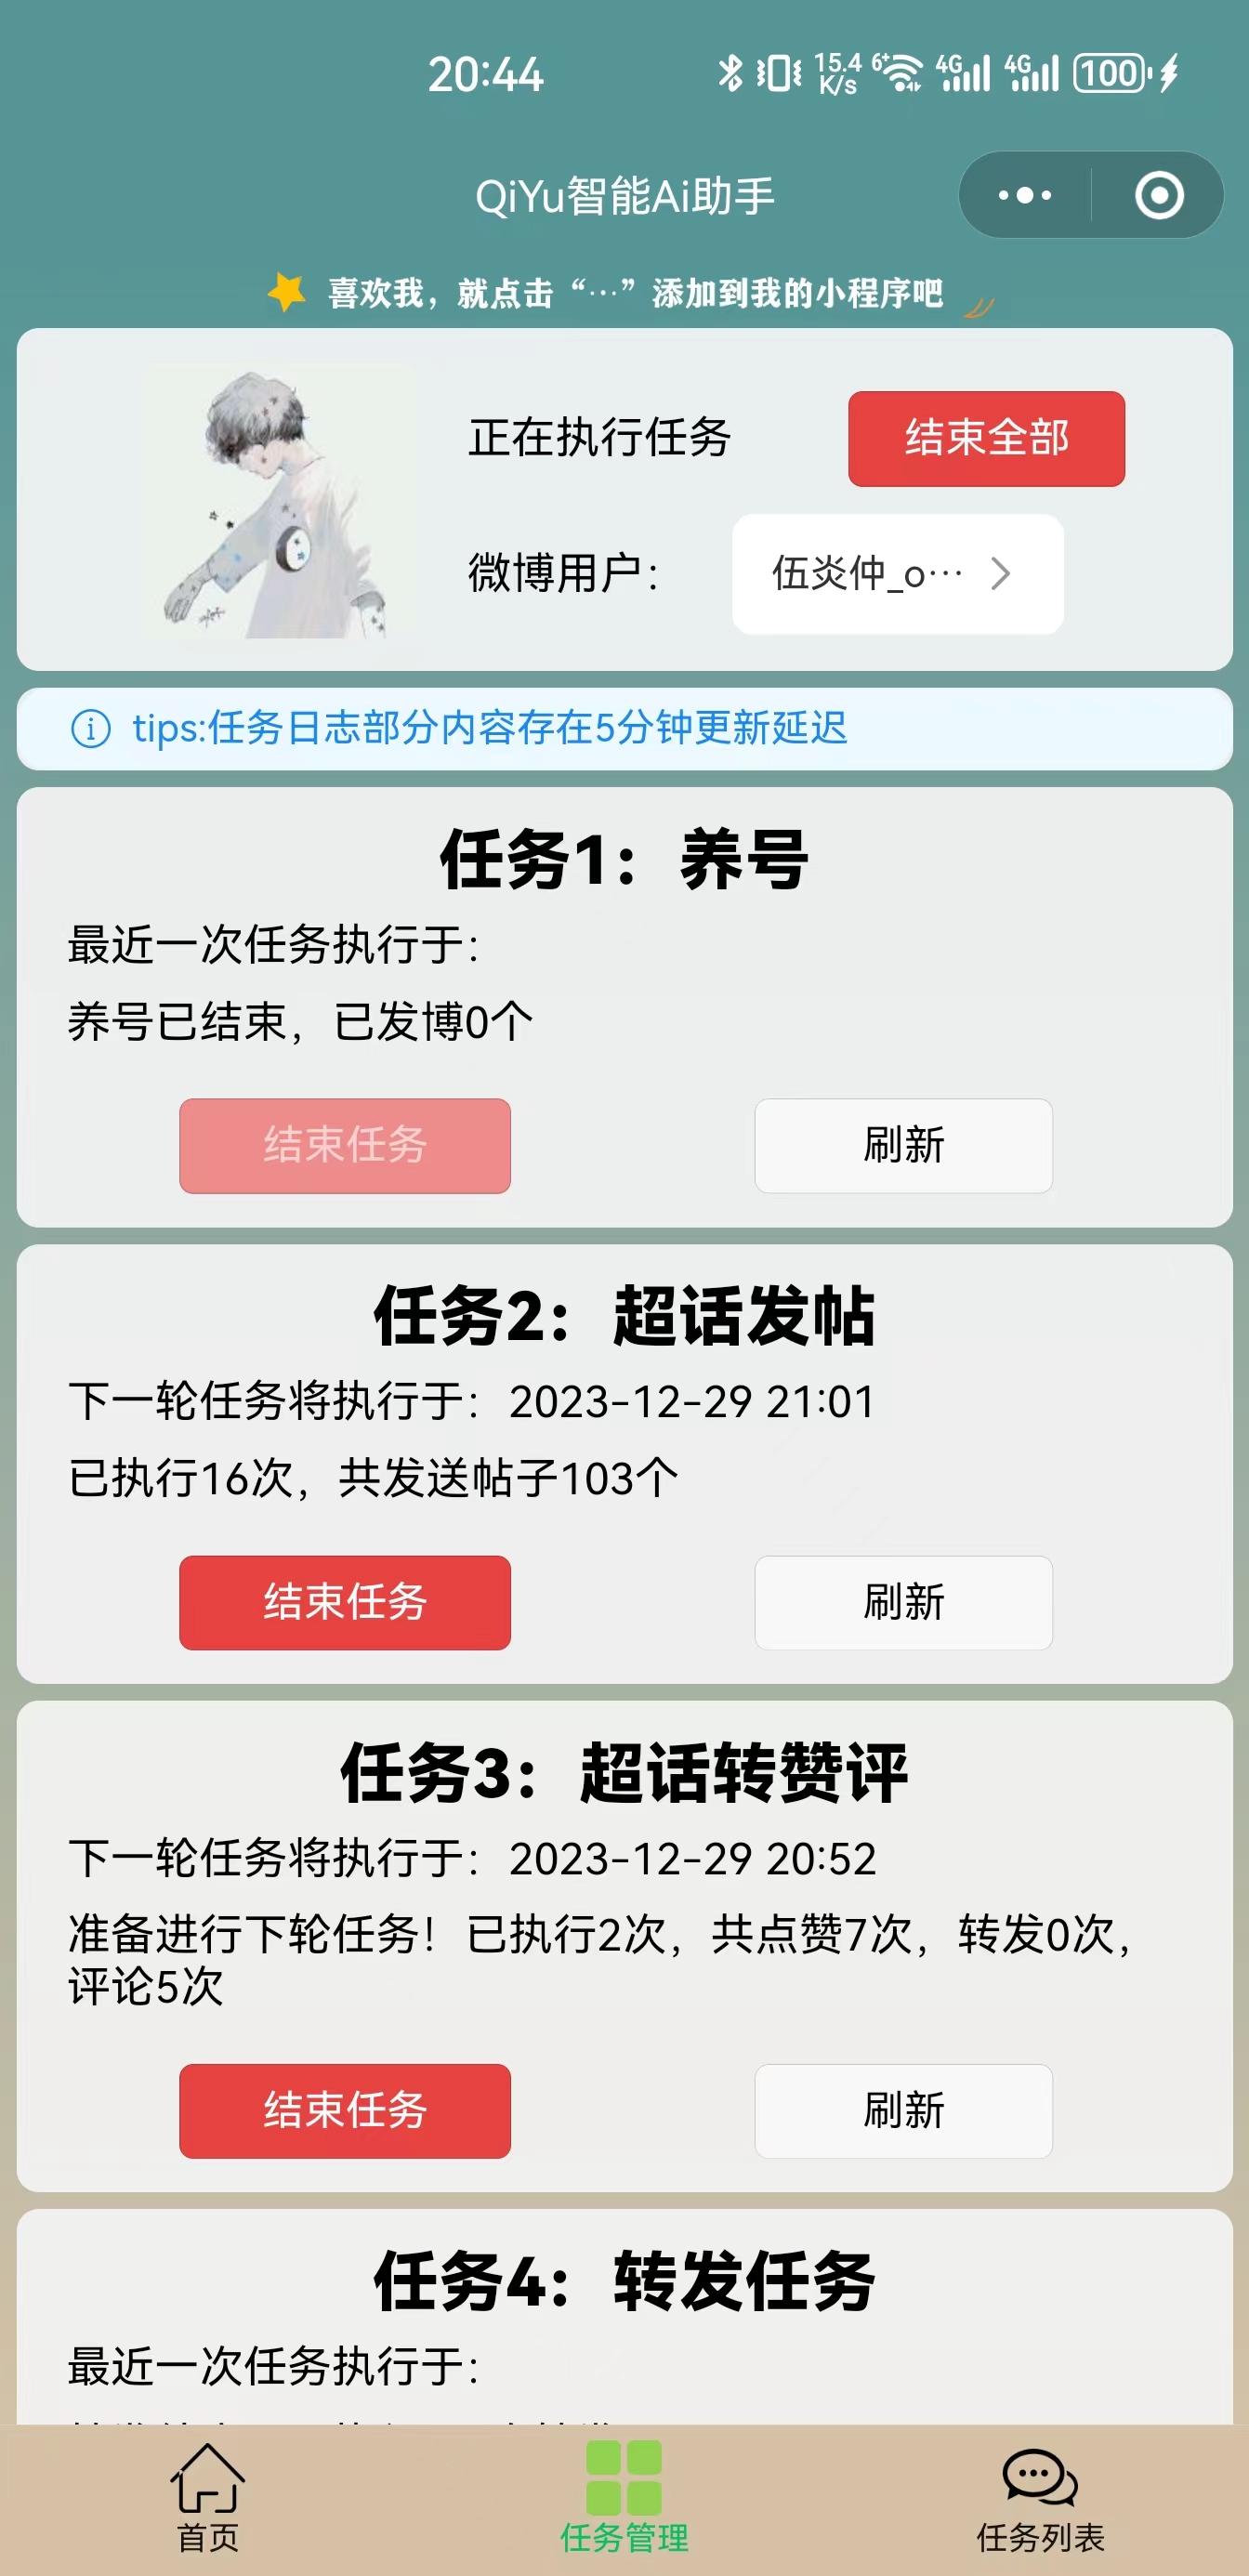 20:44
15.4 K/s
6+
4G
4G
100
QiYu智能Ai助手
喜欢我，就点击“…”添加到我的小程序吧
正在执行任务
结束全部
微博用户：
伍炎仲_o…
tips:任务日志部分内容存在5分钟更新延迟
任务1：养号
最近一次任务执行于：
养号已结束，已发博0个
结束任务
刷新
任务2：超话发帖
下一轮任务将执行于：2023-12-29 21:01
已执行16次，共发送帖子103个
结束任务
刷新
任务3：超话转赞评
下一轮任务将执行于：2023-12-29 20:52
准备进行下轮任务！已执行2次，共点赞7次，转发0次，
评论5次
结束任务
刷新
任务4：转发任务
最近一次任务执行于：
首页
任务管理
任务列表